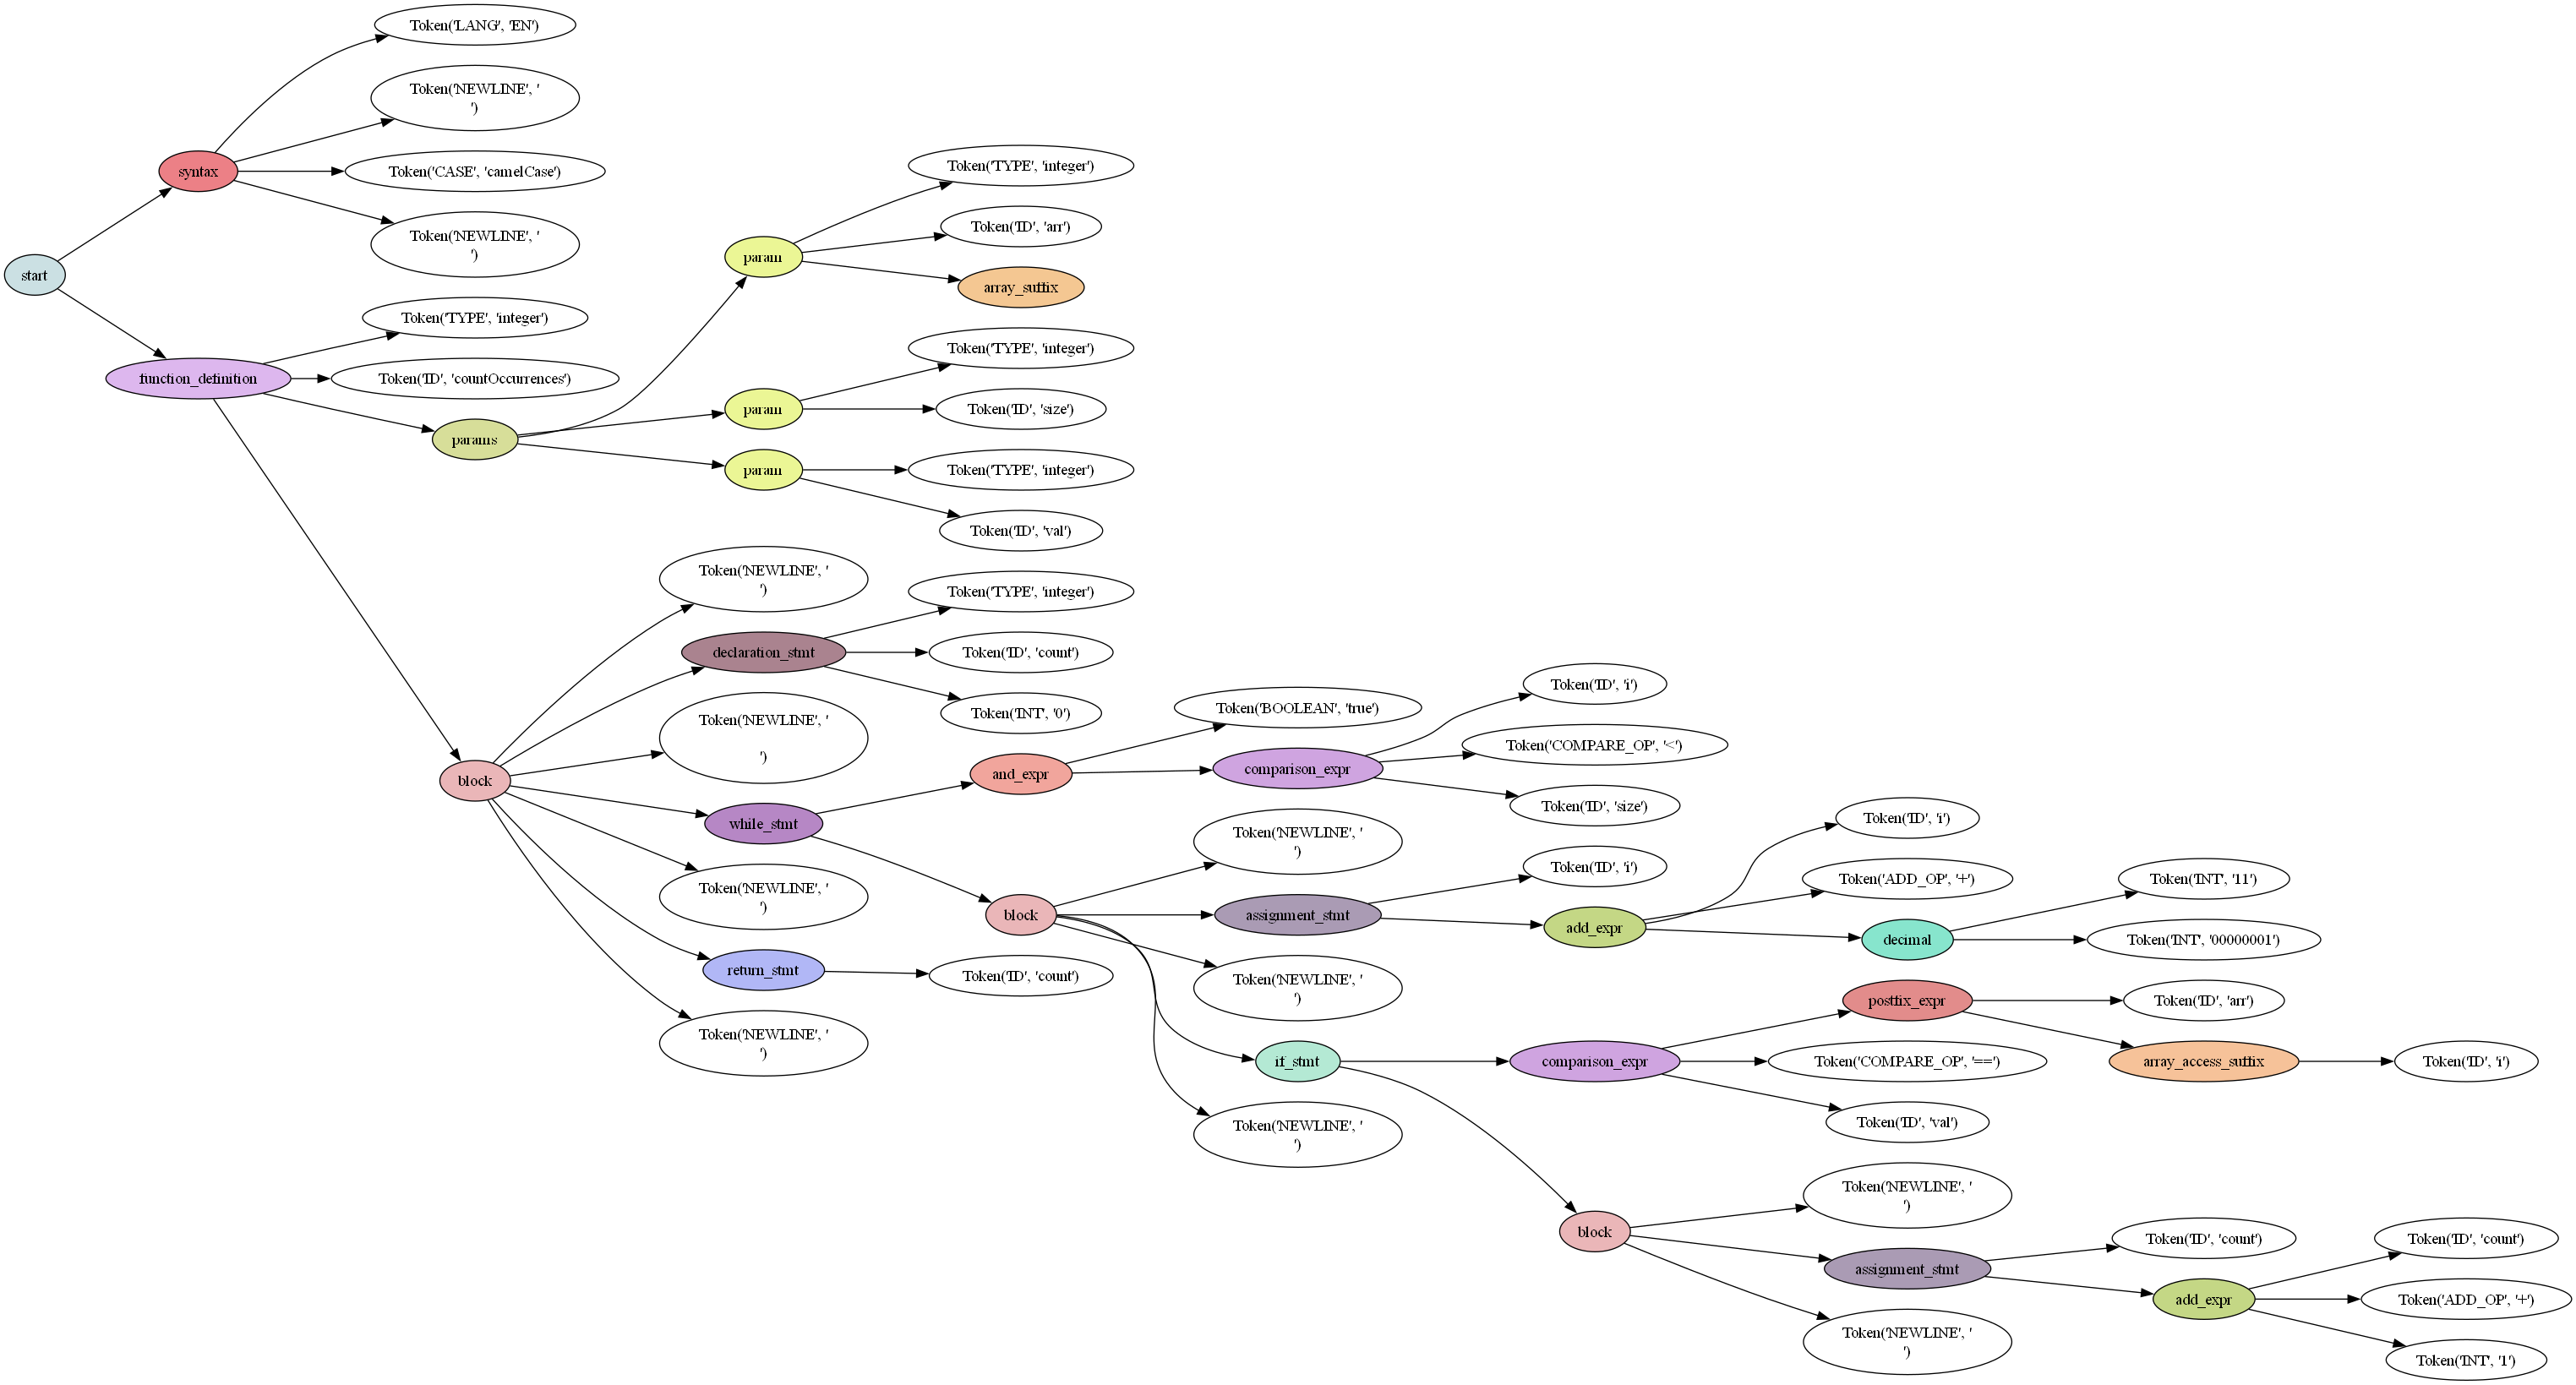 start
syntax
Token('LANG', 'EN')
Token('NEWLINE', '
')
Token('CASE', 'camelCase')
Token('NEWLINE', '
')
function_definition
Token('TYPE', 'integer')
Token('ID', 'countOccurrences')
params
param
Token('TYPE', 'integer')
Token('ID', 'arr')
array_suffix
param
Token('TYPE', 'integer')
Token('ID', 'size')
param
Token('TYPE', 'integer')
Token('ID', 'val')
block
Token('NEWLINE', '
')
declaration_stmt
Token('TYPE', 'integer')
Token('ID', 'count')
Token('INT', '0')
Token('NEWLINE', '
')
while_stmt
and_expr
Token('BOOLEAN', 'true')
comparison_expr
Token('ID', 'i')
Token('COMPARE_OP', '<')
Token('ID', 'size')
block
Token('NEWLINE', '
')
assignment_stmt
Token('ID', 'i')
add_expr
Token('ID', 'i')
Token('ADD_OP', '+')
decimal
Token('INT', '11')
Token('INT', '00000001')
Token('NEWLINE', '
')
if_stmt
comparison_expr
postfix_expr
Token('ID', 'arr')
array_access_suffix
Token('ID', 'i')
Token('COMPARE_OP', '==')
Token('ID', 'val')
block
Token('NEWLINE', '
')
assignment_stmt
Token('ID', 'count')
add_expr
Token('ID', 'count')
Token('ADD_OP', '+')
Token('INT', '1')
Token('NEWLINE', '
')
Token('NEWLINE', '
')
Token('NEWLINE', '
')
return_stmt
Token('ID', 'count')
Token('NEWLINE', '
')